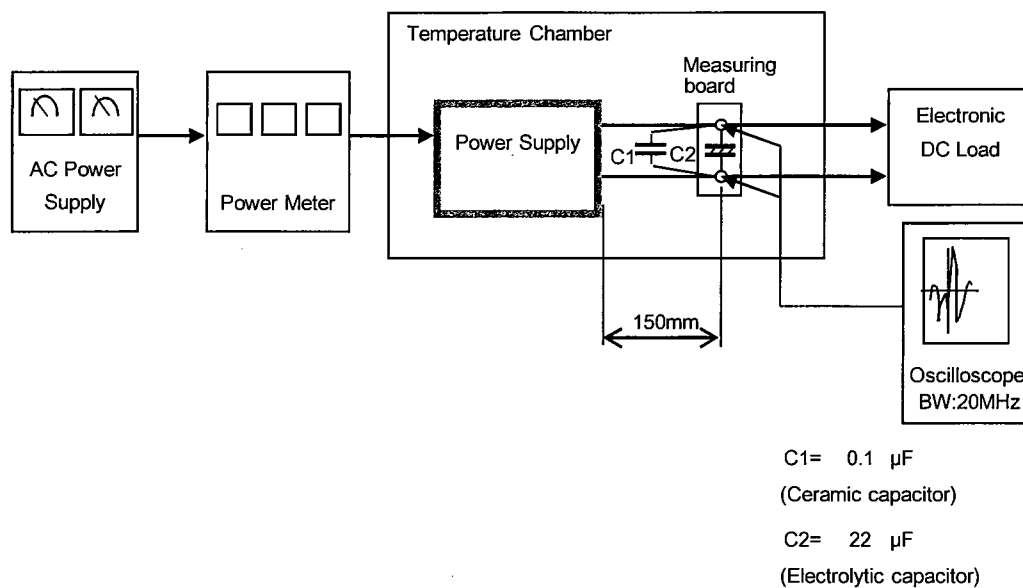 Temperature Chamber
Measuring
board
AC Power
Supply
Power Meter
Power Supply
C1
C2
Electronic
DC Load
150mm
Oscilloscope
BW:20MHz
C1= 0.1 µF
(Ceramic capacitor)
C2= 22 µF
(Electrolytic capacitor)